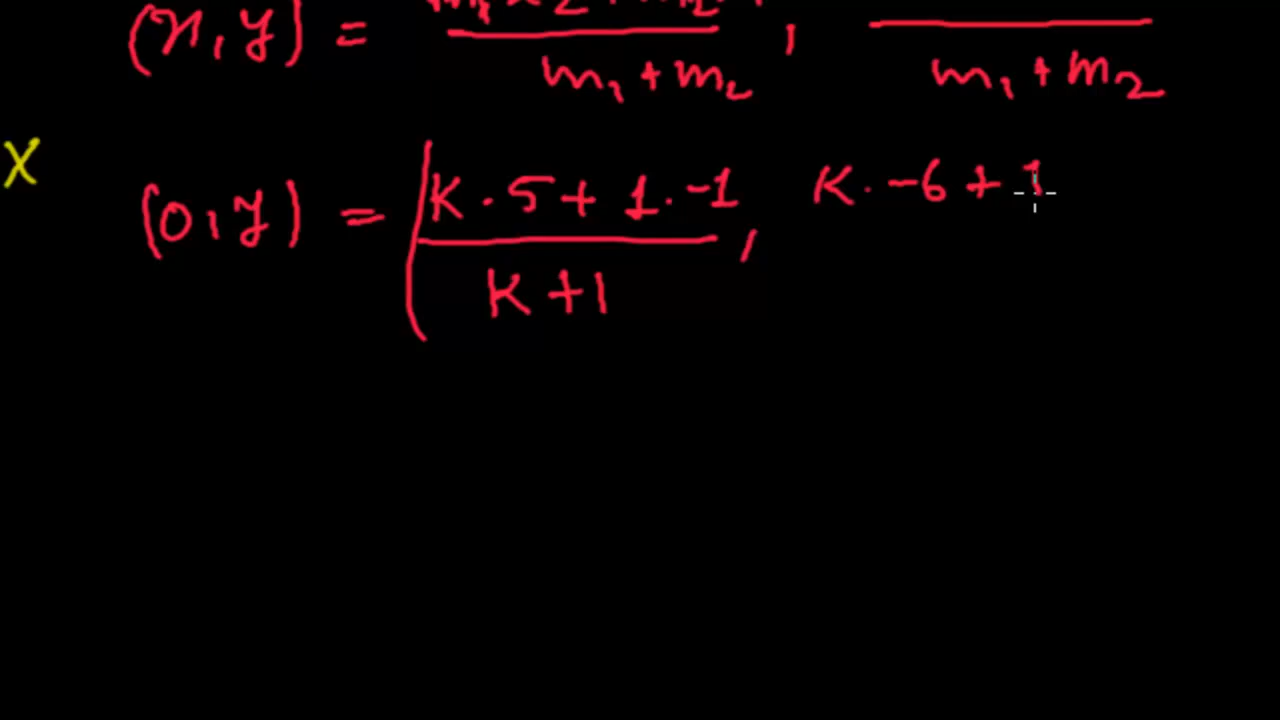 (x, y) = , 
m₁ + m₂ m₁ + m₂
X
(0, y) = ( K . 5 + 1 . -1 , K . -6 + 1
K + 1